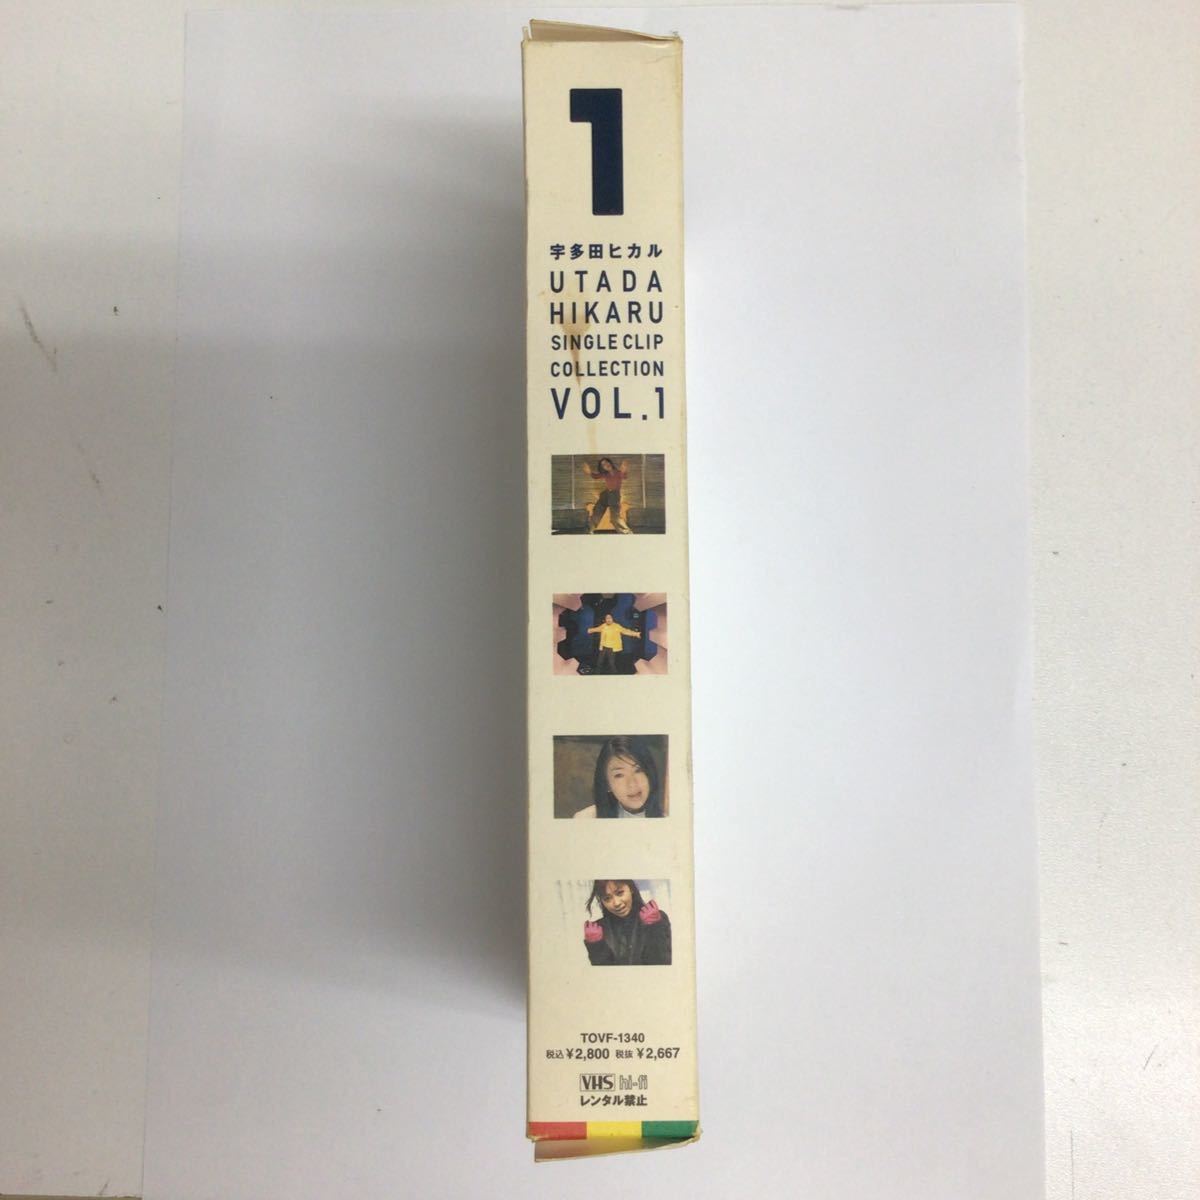 1
宇多田ヒカル
UTADA
HIKARU
SINGLE CLIP
COLLECTION
VOL.1
TOVF-1340
税込¥2,800 税抜¥2,667
VHS hi-fi
レンタル禁止